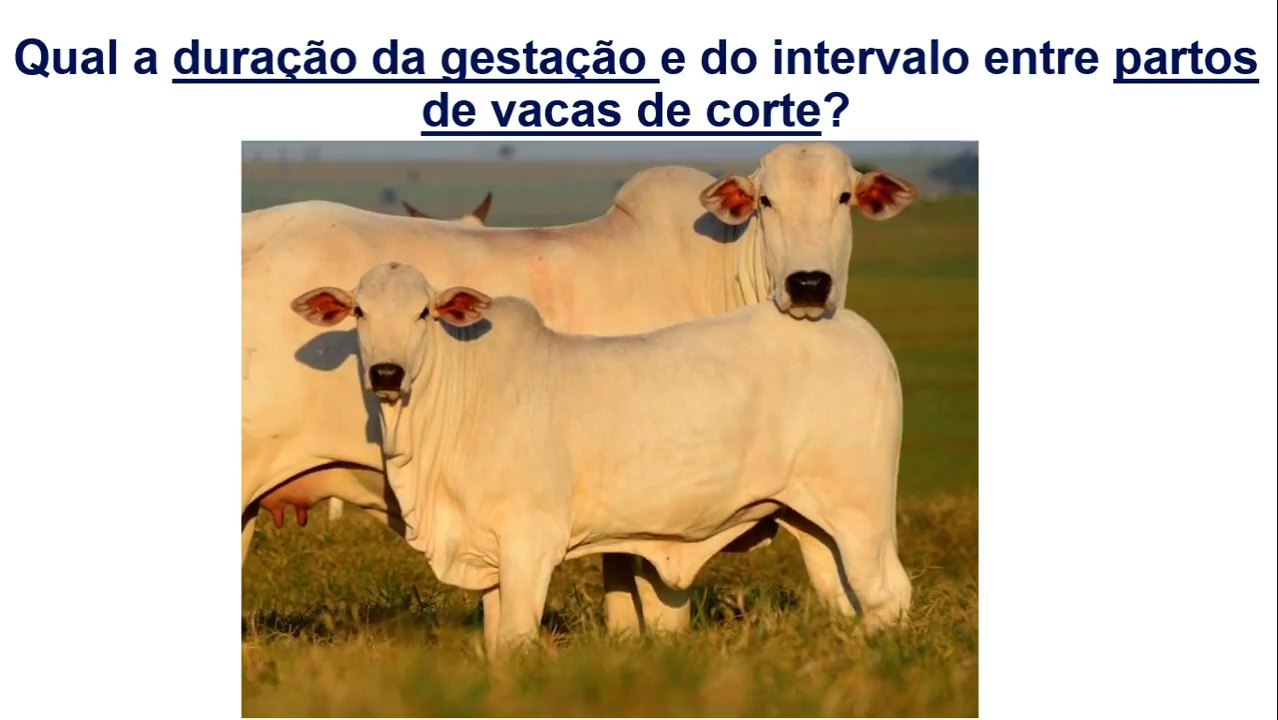 Qual a duração da gestação e do intervalo entre partos
de vacas de corte?